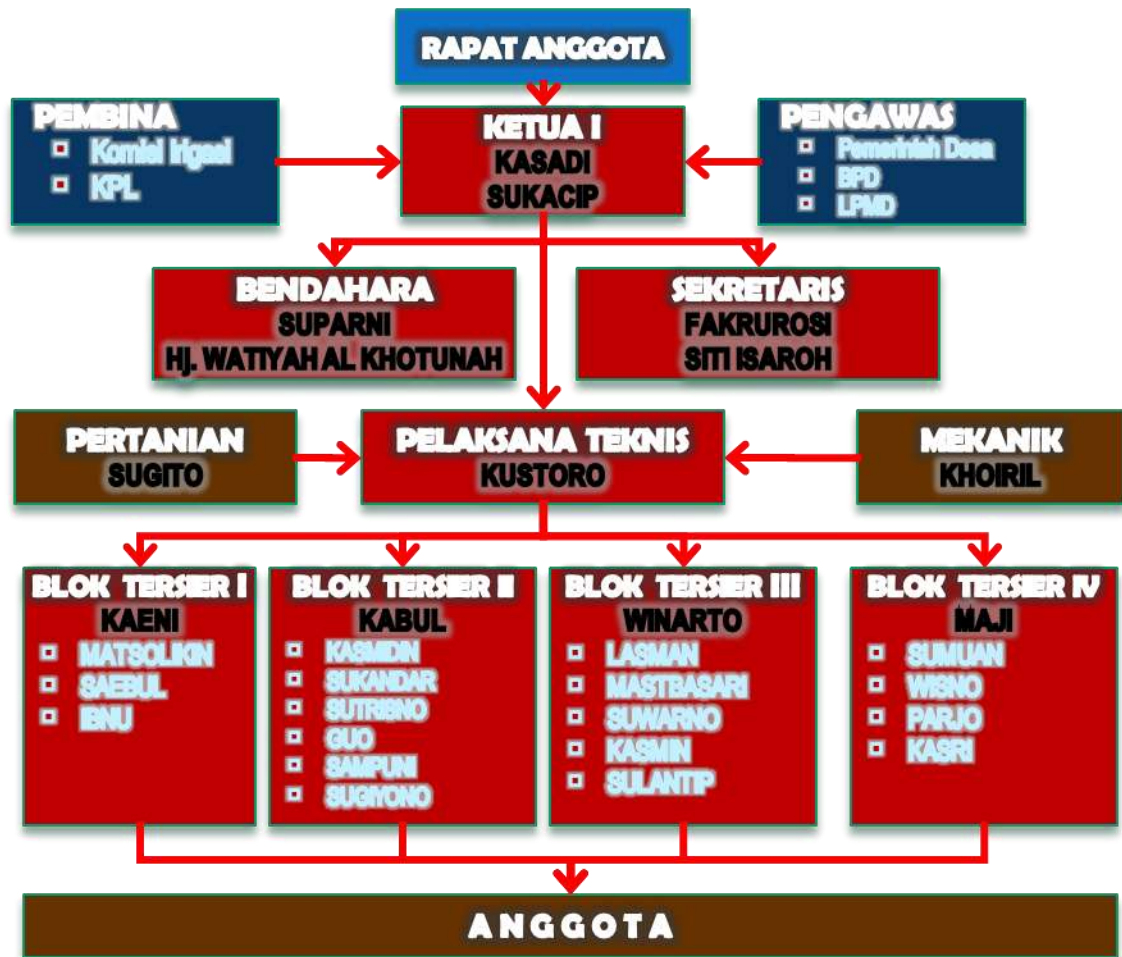 RAPAT ANGGOTA
PEMBINA
Komisi Irigasi
KPL
KETUA I
KASADI
SUKACIP
PENGAWAS
Pemerintah Desa
BPD
LPMD
BENDAHARA
SUPARNI
Hj. WATIYAH AL KHOTUNAH
SEKRETARIS
FAKRUROSI
SITI ISAROH
PERTANIAN
SUGITO
PELAKSANA TEKNIS
KUSTORO
MEKANIK
KHOIRIL
BLOK TERSIER I
KAENI
MATSOLIKIN
SAEBUL
IBNU
BLOK TERSIER II
KABUL
KASMIDIN
SUKANDAR
SUTRISNO
GUO
SAMPUNI
SUGIYONO
BLOK TERSIER III
WINARTO
LASMAN
MASTBASARI
SUWARNO
KASMIN
SULANTIP
BLOK TERSIER IV
MAJI
SUMUAN
WISNO
PARJO
KASRI
ANGGOTA